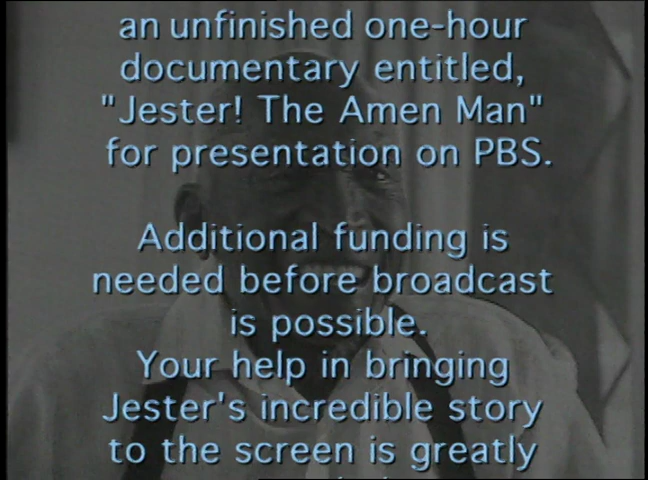 an unfinished one-hour
documentary entitled,
"Jester! The Amen Man"
for presentation on PBS.
Additional funding is
needed before broadcast
is possible.
Your help in bringing
Jester's incredible story
to the screen is greatly